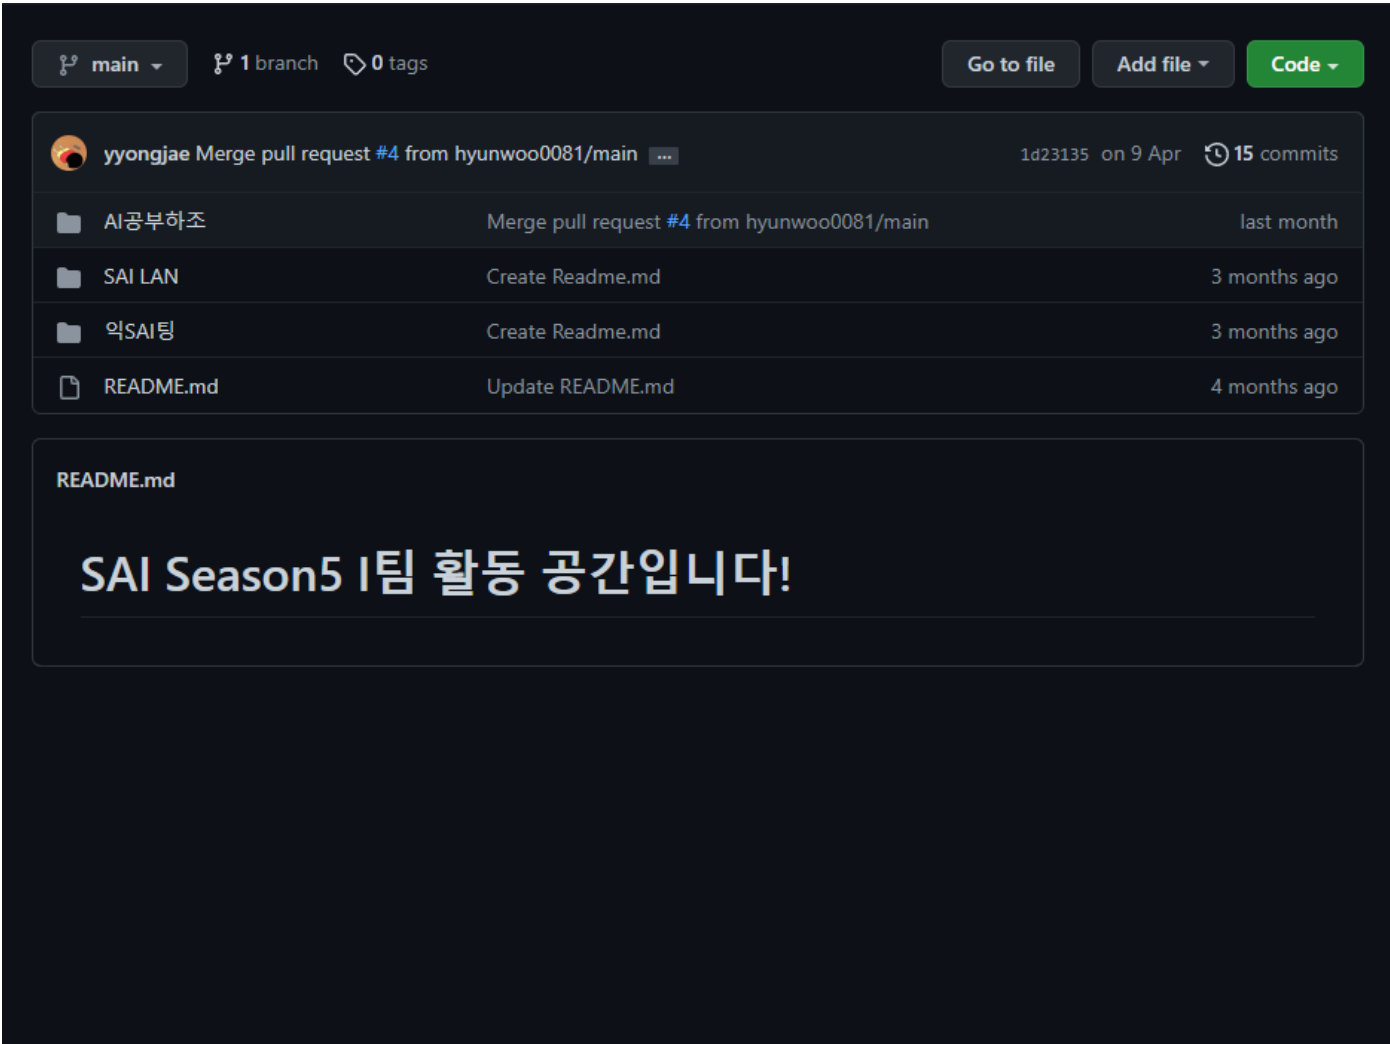 main 1 branch 0 tags Go to file Add file Code
yyongjae Merge pull request #4 from hyunwoo0081/main ... 1d23135 on 9 Apr 15 commits
AI공부하조 Merge pull request #4 from hyunwoo0081/main last month
SAI LAN Create Readme.md 3 months ago
익SAI팅 Create Readme.md 3 months ago
README.md Update README.md 4 months ago
README.md
SAI Season5 I팀 활동 공간입니다!